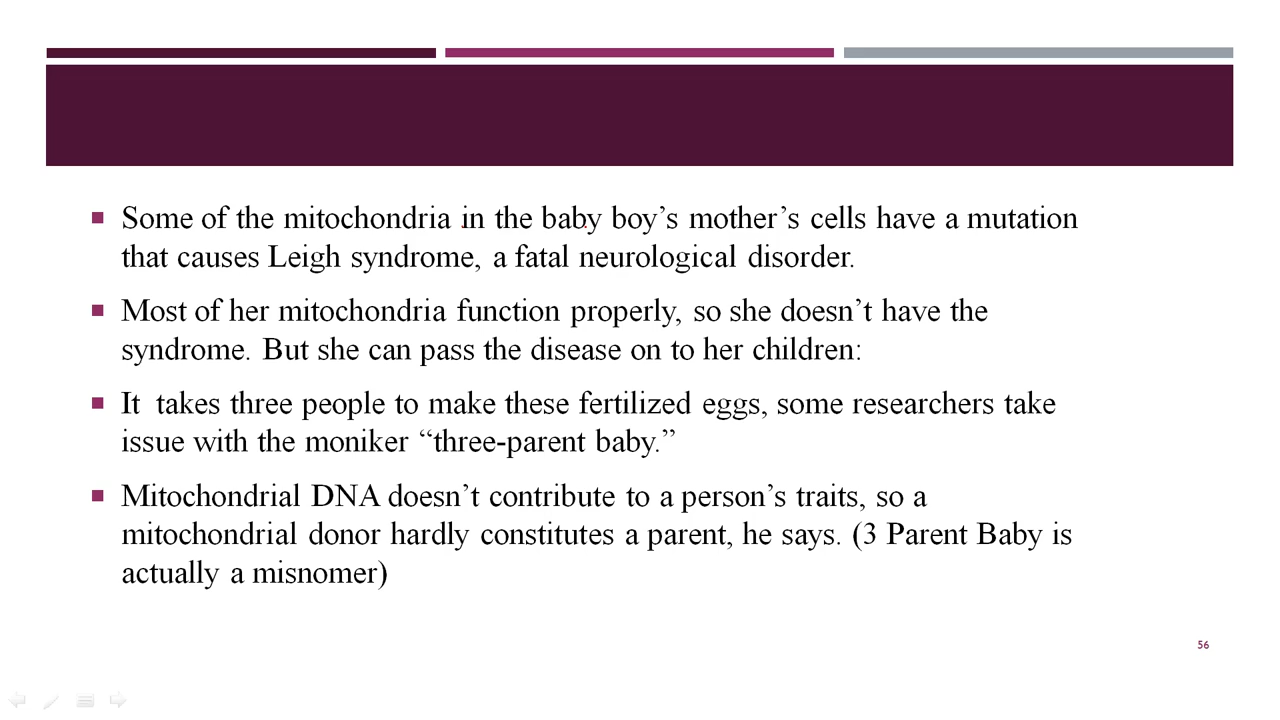 Some of the mitochondria in the baby boy’s mother’s cells have a mutation
that causes Leigh syndrome, a fatal neurological disorder.
Most of her mitochondria function properly, so she doesn’t have the
syndrome. But she can pass the disease on to her children:
It  takes three people to make these fertilized eggs, some researchers take
issue with the moniker “three-parent baby.”
Mitochondrial DNA doesn’t contribute to a person’s traits, so a
mitochondrial donor hardly constitutes a parent, he says. (3 Parent Baby is
actually a misnomer)
56